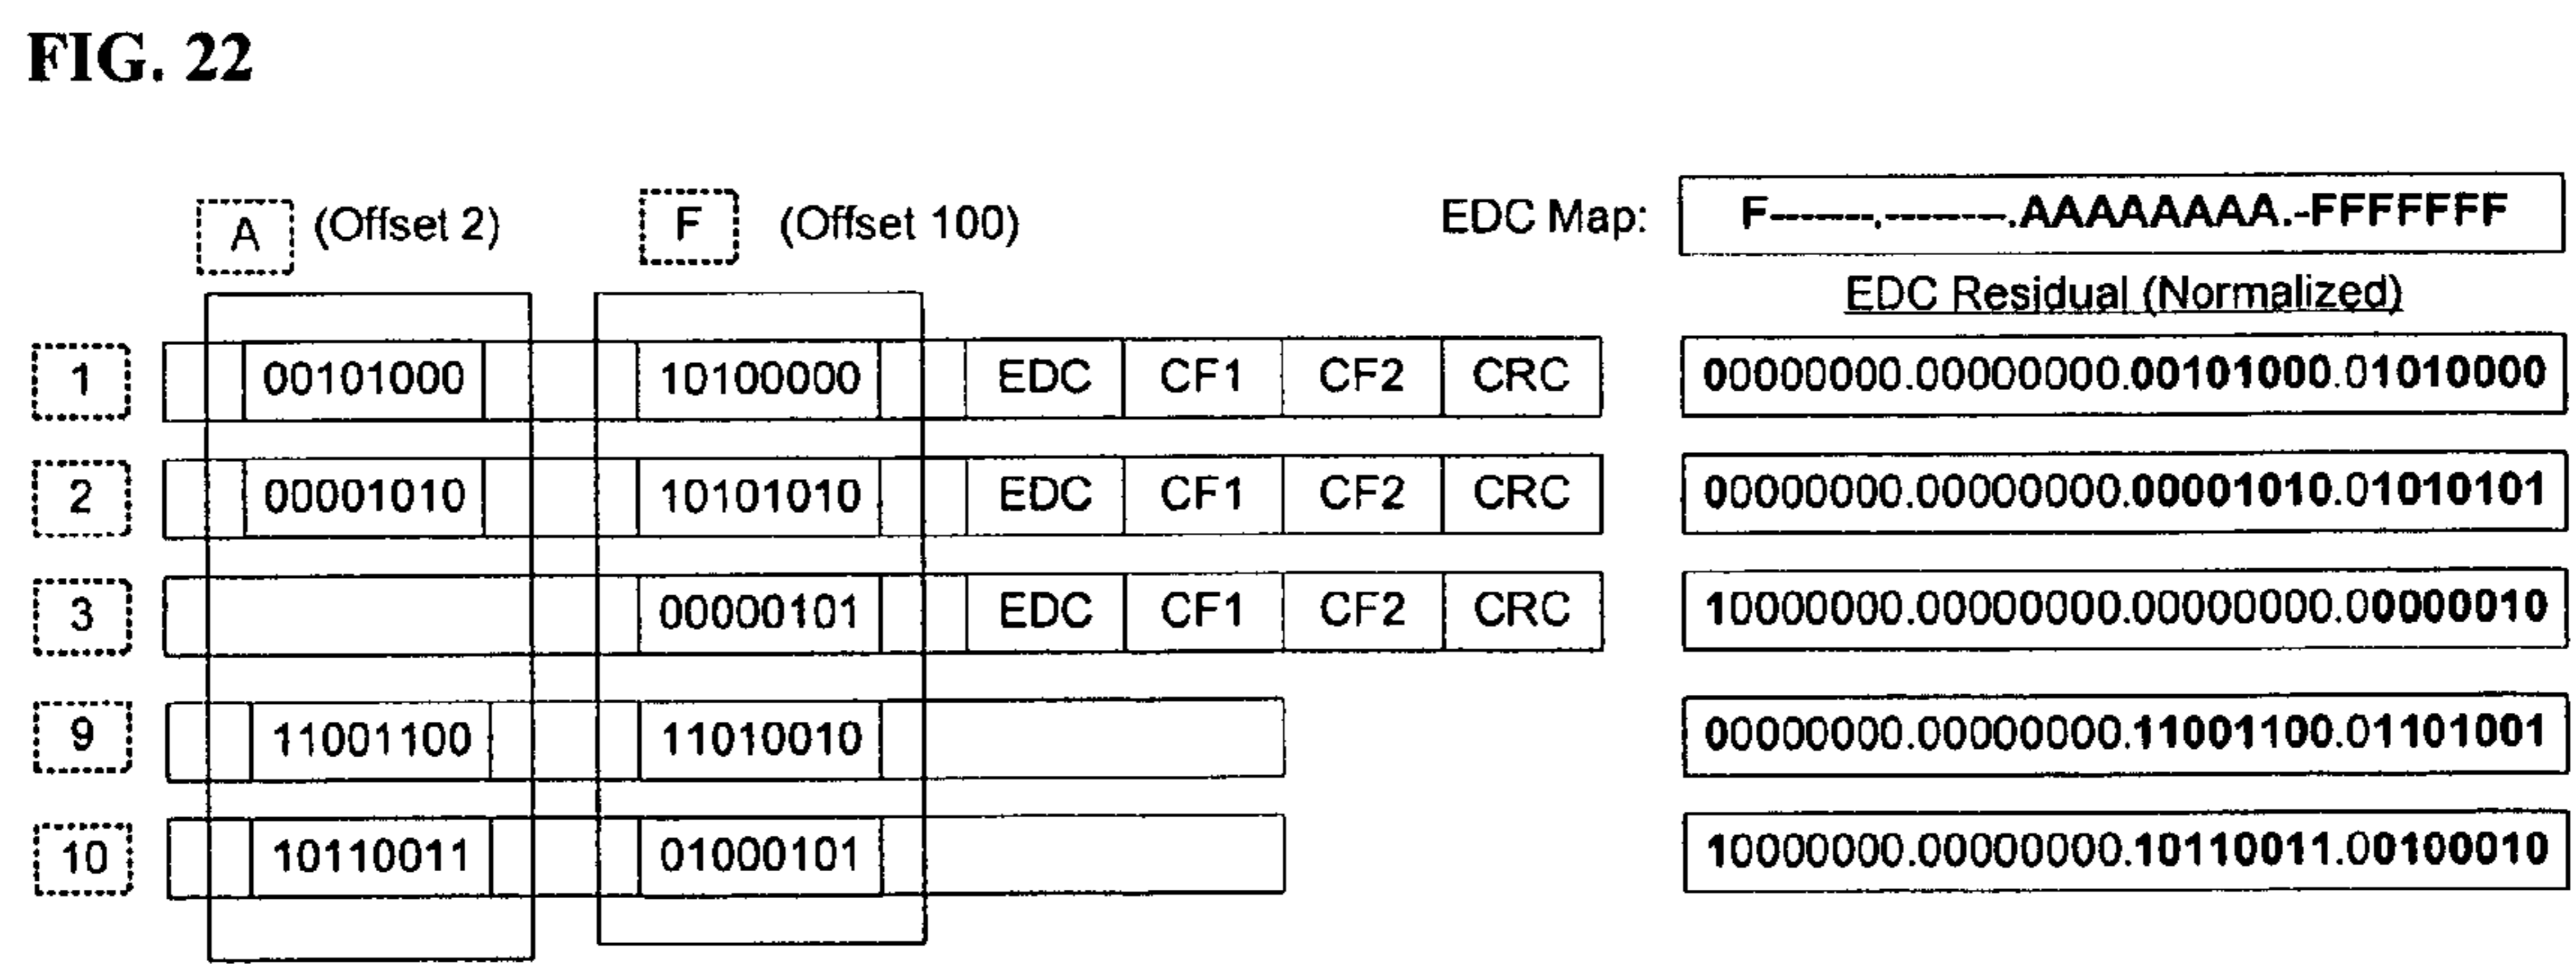 FIG. 22
A (Offset 2) F (Offset 100) EDC Map: F-------.--------.AAAAAAAA.-FFFFFFF
EDC Residual (Normalized)
1 00101000 10100000 EDC CF1 CF2 CRC 00000000.00000000.00101000.01010000
2 00001010 10101010 EDC CF1 CF2 CRC 00000000.00000000.00001010.01010101
3 00000101 EDC CF1 CF2 CRC 10000000.00000000.00000000.00000010
9 11001100 11010010 00000000.00000000.11001100.01101001
10 10110011 01000101 10000000.00000000.10110011.00100010